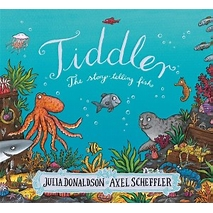 Tiddler
The story-telling fish
JULIA DONALDSON AXEL SCHEFFLER